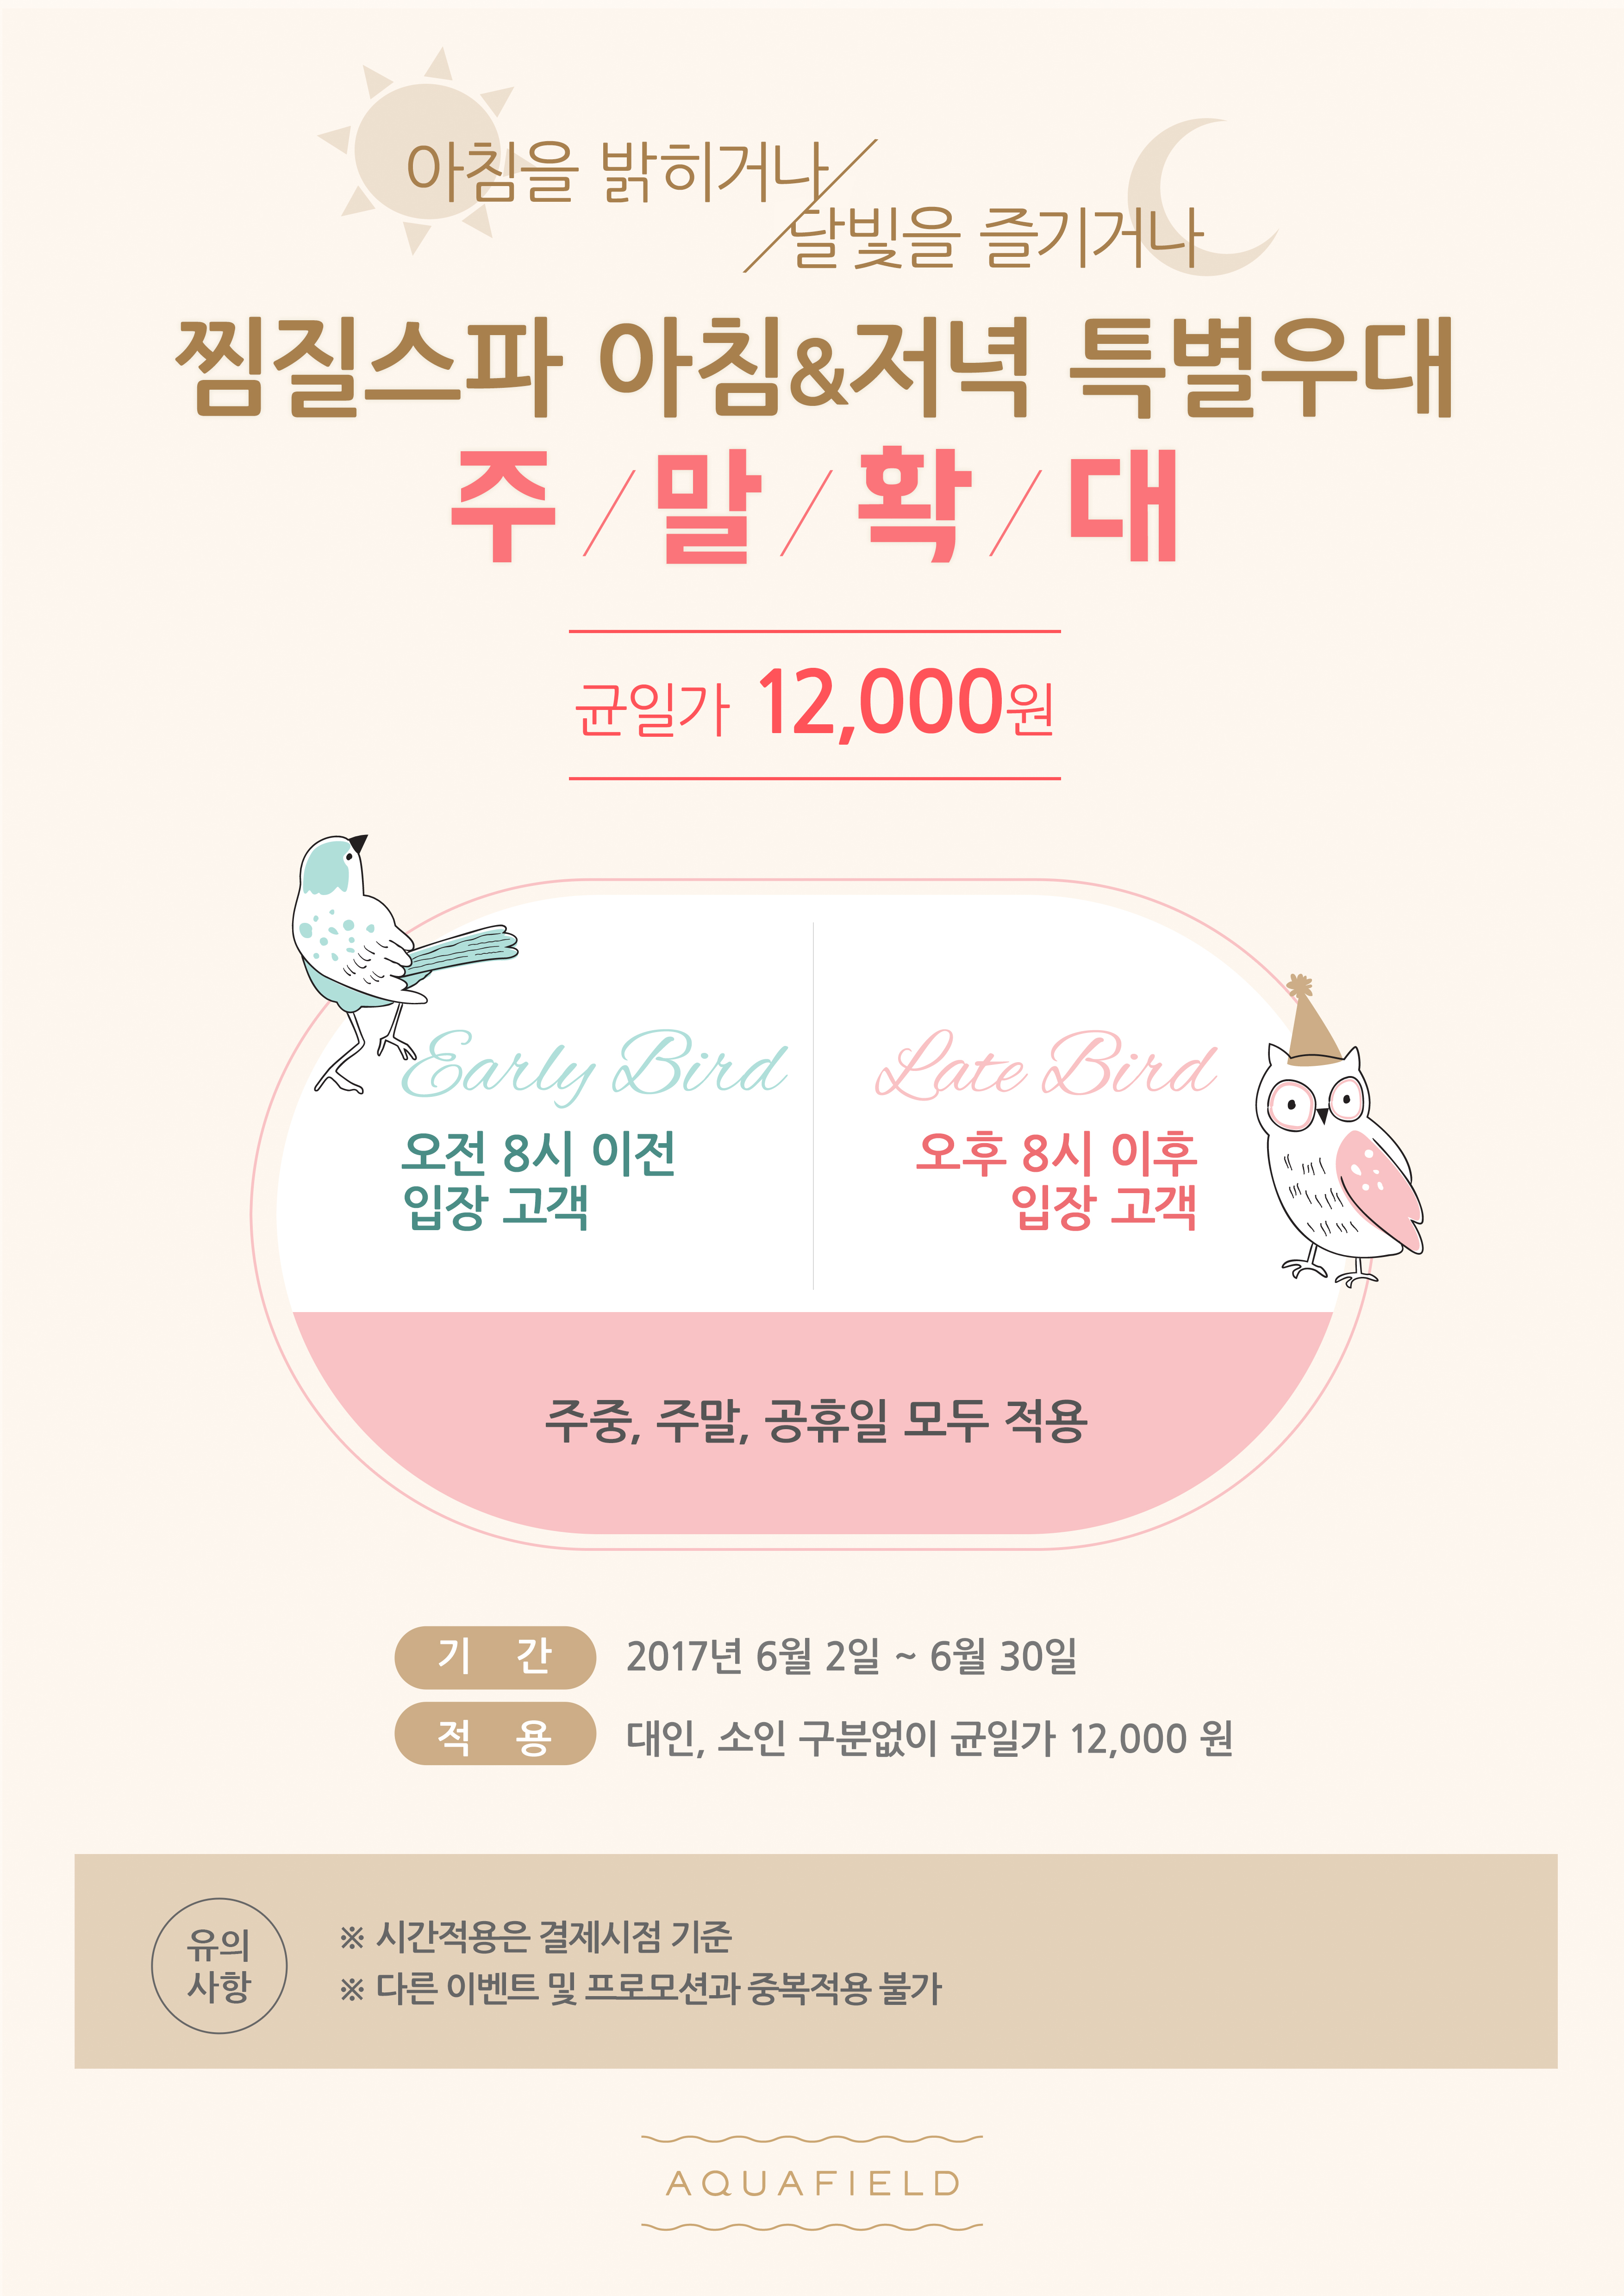 아침을 밝히거나
달빛을 즐기거나
찜질스파 아침&저녁 특별우대
주/말/확/대
균일가 12,000원
Early Bird
오전 8시 이전
입장 고객
Late Bird
오후 8시 이후
입장 고객
주중, 주말, 공휴일 모두 적용
기 간 2017년 6월 2일 ~ 6월 30일
적 용 대인, 소인 구분없이 균일가 12,000 원
유의
사항
※ 시간적용은 결제시점 기준
※ 다른 이벤트 및 프로모션과 중복적용 불가
AQUAFIELD